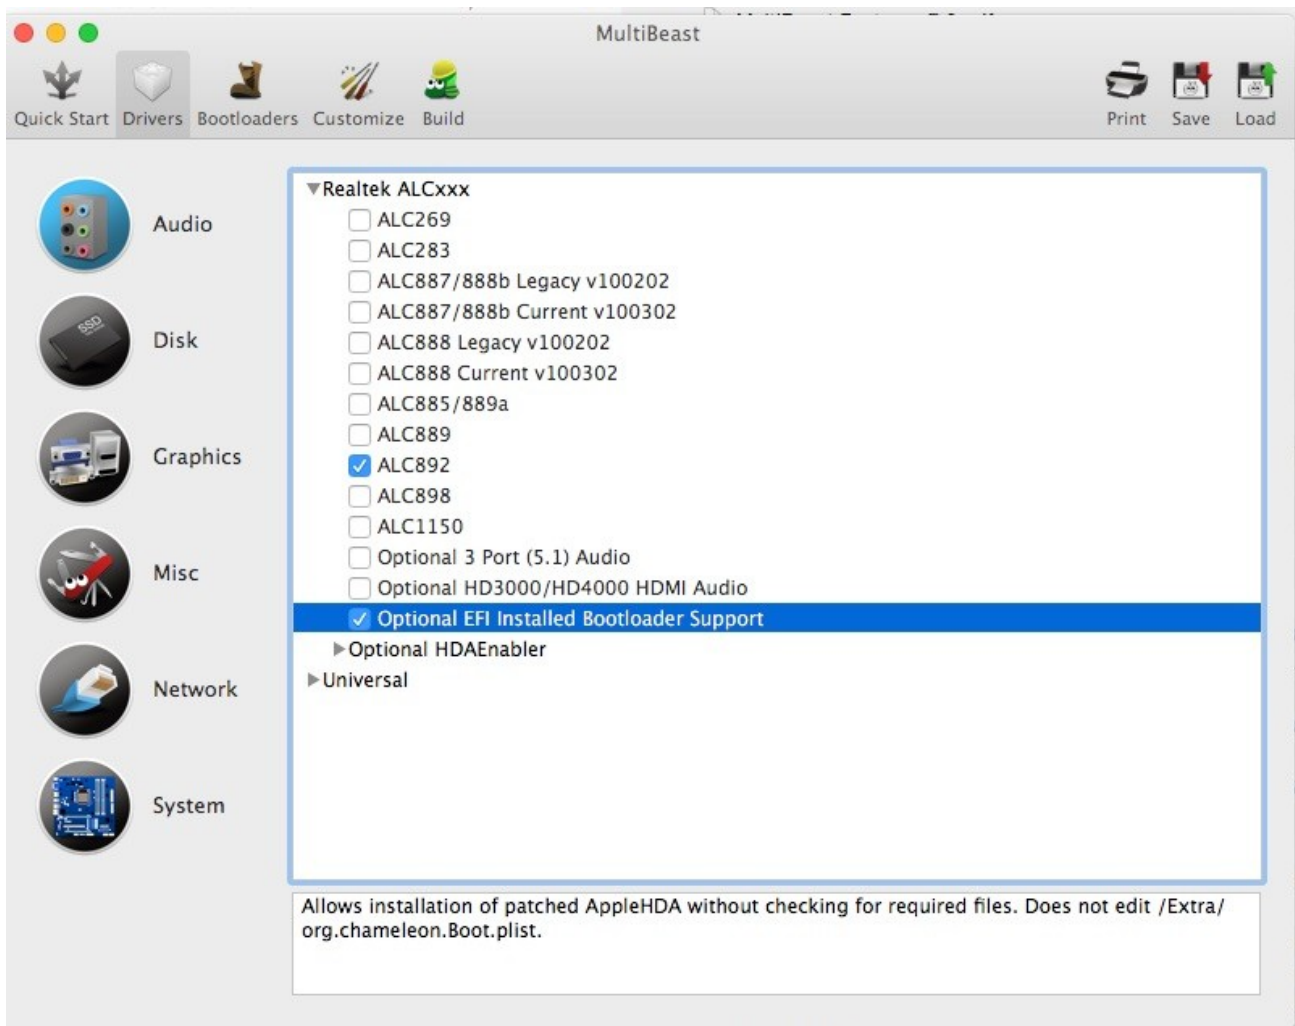 MultiBeast
Quick Start Drivers Bootloaders Customize Build Print Save Load
Audio
Disk
SSD
Graphics
Misc
Network
System
▼Realtek ALCxxx
ALC269
ALC283
ALC887/888b Legacy v100202
ALC887/888b Current v100302
ALC888 Legacy v100202
ALC888 Current v100302
ALC885/889a
ALC889
ALC892
ALC898
ALC1150
Optional 3 Port (5.1) Audio
Optional HD3000/HD4000 HDMI Audio
Optional EFI Installed Bootloader Support
▶Optional HDAEnabler
▶Universal
Allows installation of patched AppleHDA without checking for required files. Does not edit /Extra/
org.chameleon.Boot.plist.